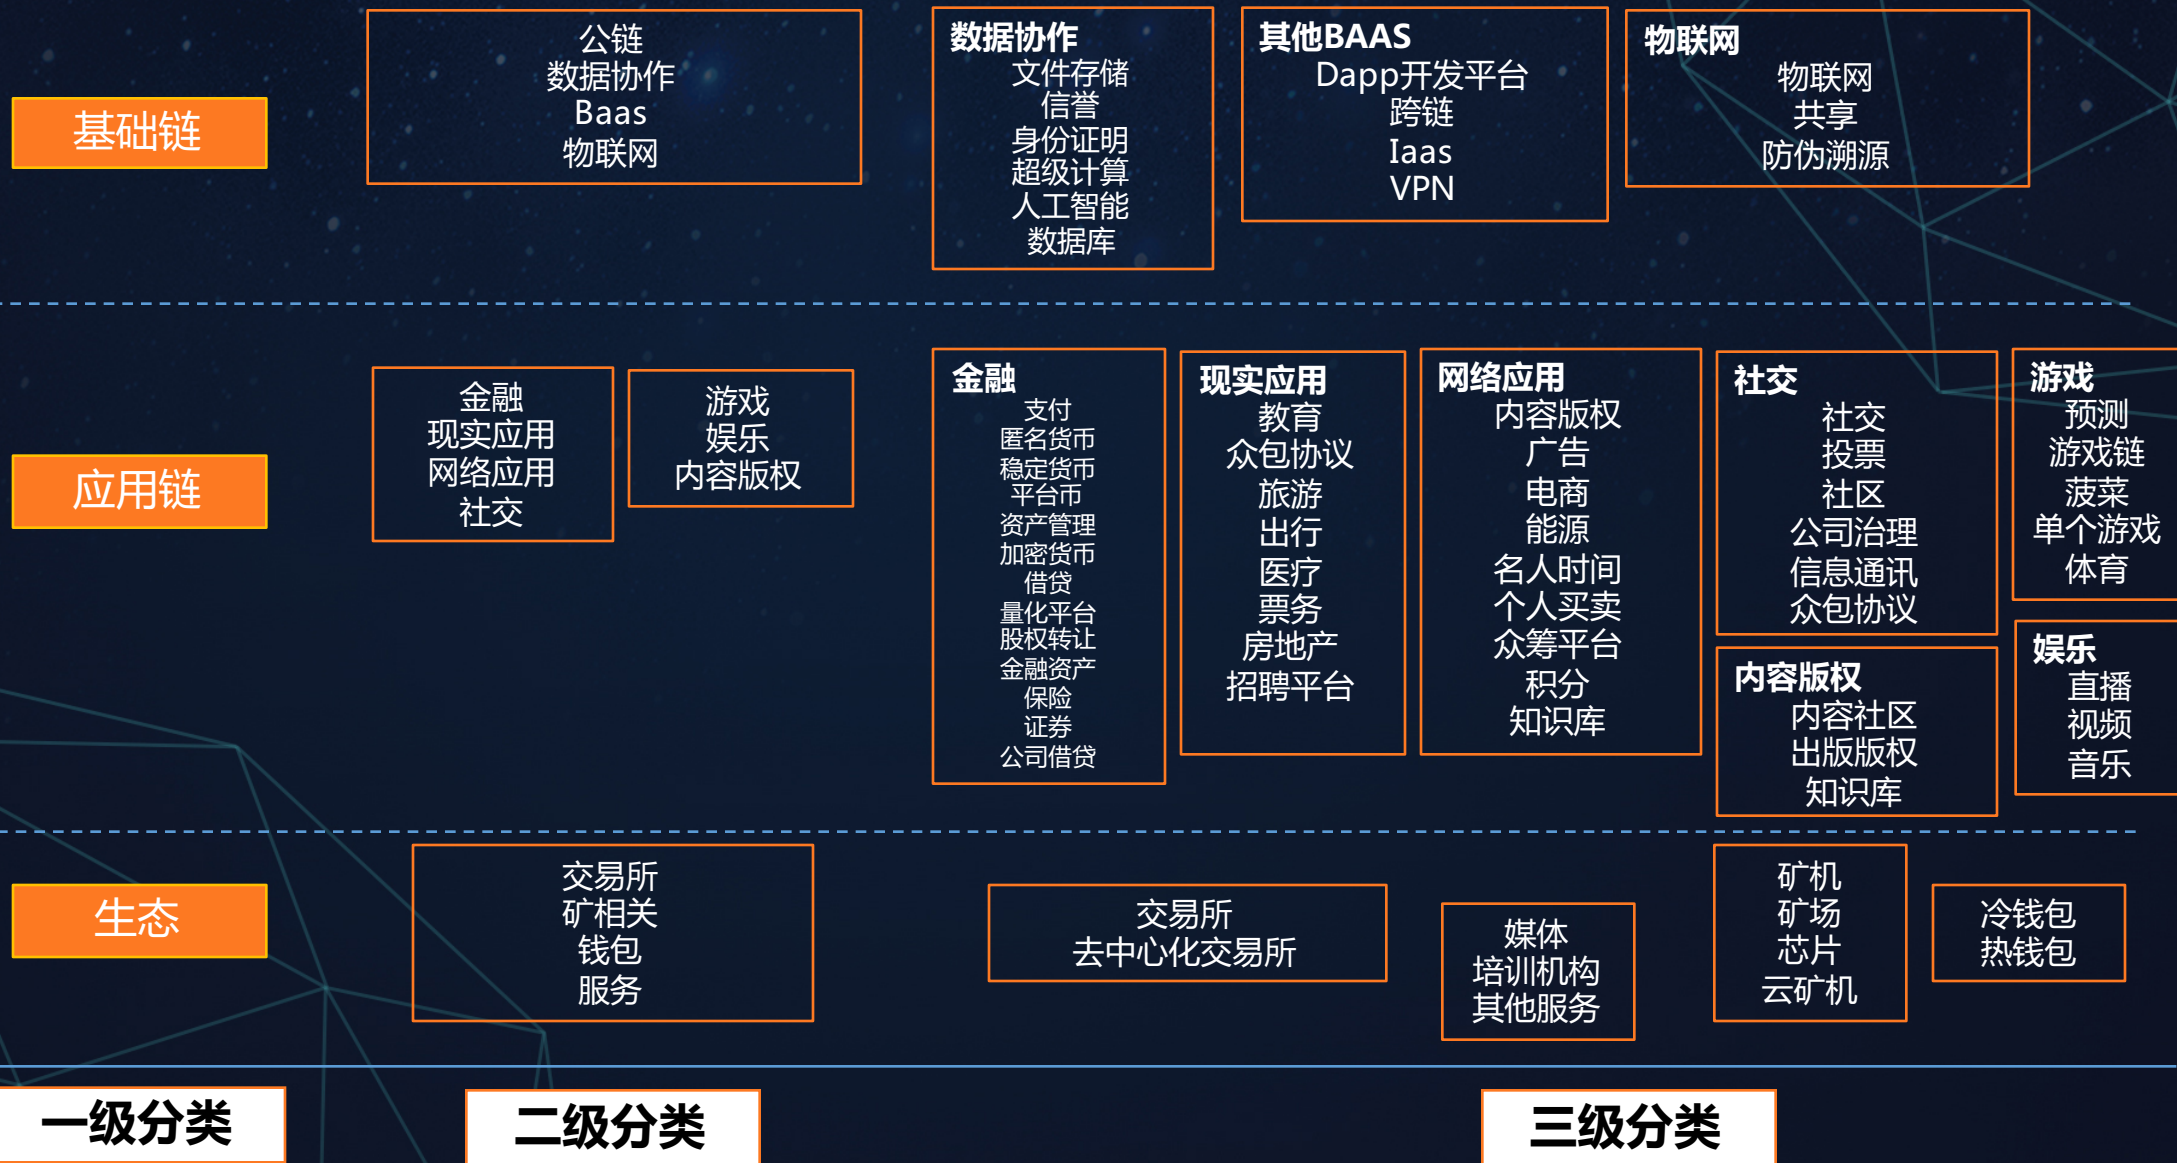 基础链
公链
数据协作
Baas
物联网
数据协作
文件存储
信誉
身份证明
超级计算
人工智能
数据库
其他BAAS
Dapp开发平台
跨链
Iaas
VPN
物联网
物联网
共享
防伪溯源
应用链
金融
现实应用
网络应用
社交
游戏
娱乐
内容版权
金融
支付
匿名货币
稳定货币
平台币
资产管理
加密货币
借贷
量化平台
股权转让
金融资产
保险
证券
公司借贷
现实应用
教育
众包协议
旅游
出行
医疗
票务
房地产
招聘平台
网络应用
内容版权
广告
电商
能源
名人时间
个人买卖
众筹平台
积分
知识库
社交
社交
投票
社区
公司治理
信息通讯
众包协议
内容版权
内容社区
出版版权
知识库
游戏
预测
游戏链
菠菜
单个游戏
体育
娱乐
直播
视频
音乐
生态
交易所
矿相关
钱包
服务
交易所
去中心化交易所
媒体
培训机构
其他服务
矿机
矿场
芯片
云矿机
冷钱包
热钱包
一级分类
二级分类
三级分类